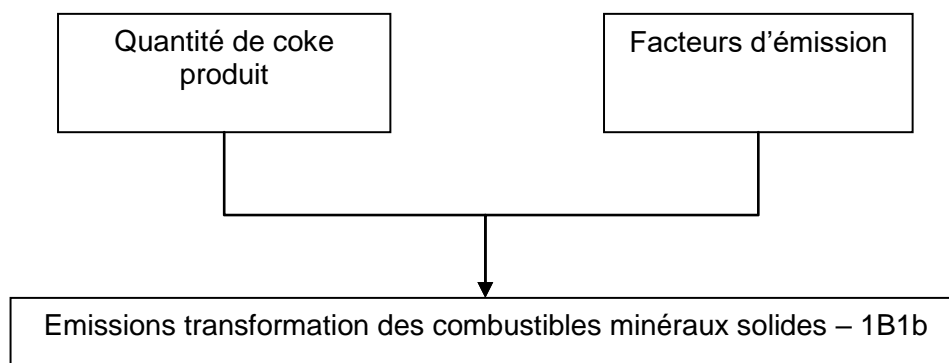 Quantité de coke
produit
Facteurs d’émission
Emissions transformation des combustibles minéraux solides – 1B1b